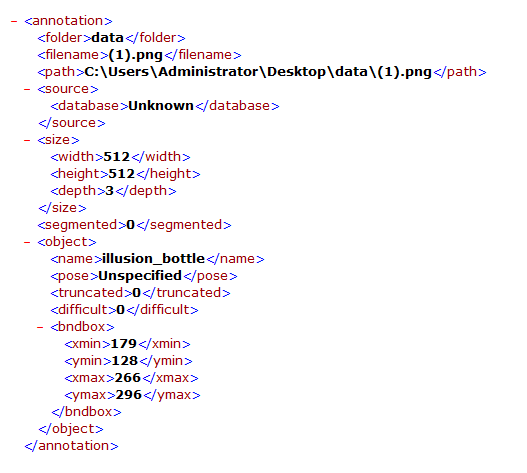 − <annotation>
<folder>data</folder>
<filename>(1).png</filename>
<path>C:\Users\Administrator\Desktop\data\(1).png</path>
− <source>
<database>Unknown</database>
</source>
− <size>
<width>512</width>
<height>512</height>
<depth>3</depth>
</size>
<segmented>0</segmented>
− <object>
<name>illusion_bottle</name>
<pose>Unspecified</pose>
<truncated>0</truncated>
<difficult>0</difficult>
− <bndbox>
<xmin>179</xmin>
<ymin>128</ymin>
<xmax>266</xmax>
<ymax>296</ymax>
</bndbox>
</object>
</annotation>